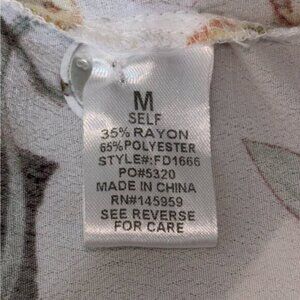 M
SELF
35% RAYON
65%POLYESTER
STYLE#:FD1666
PO#5320
MADE IN CHINA
RN#145959
SEE REVERSE
FOR CARE